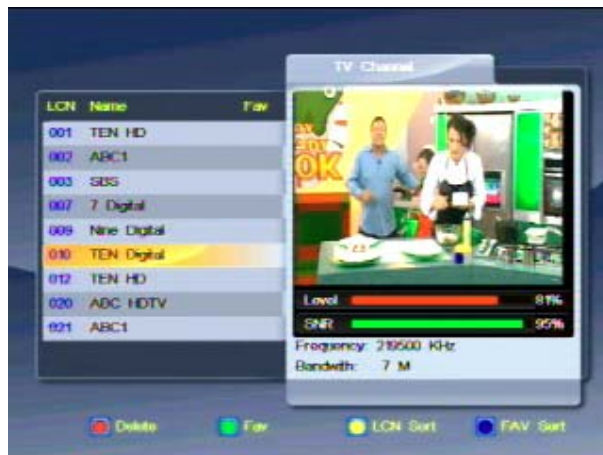 TV Channel
LCN Name Fav
001 TEN HD
002 ABC1
003 SBS
007 7 Digital
009 Nine Digital
010 TEN Digital
012 TEN HD
020 ABC HDTV
021 ABC1
OK
Level 81%
SNR 95%
Frequency: 219500 KHz
Bandwith: 7 M
Delete Fav LCN Sort FAV Sort